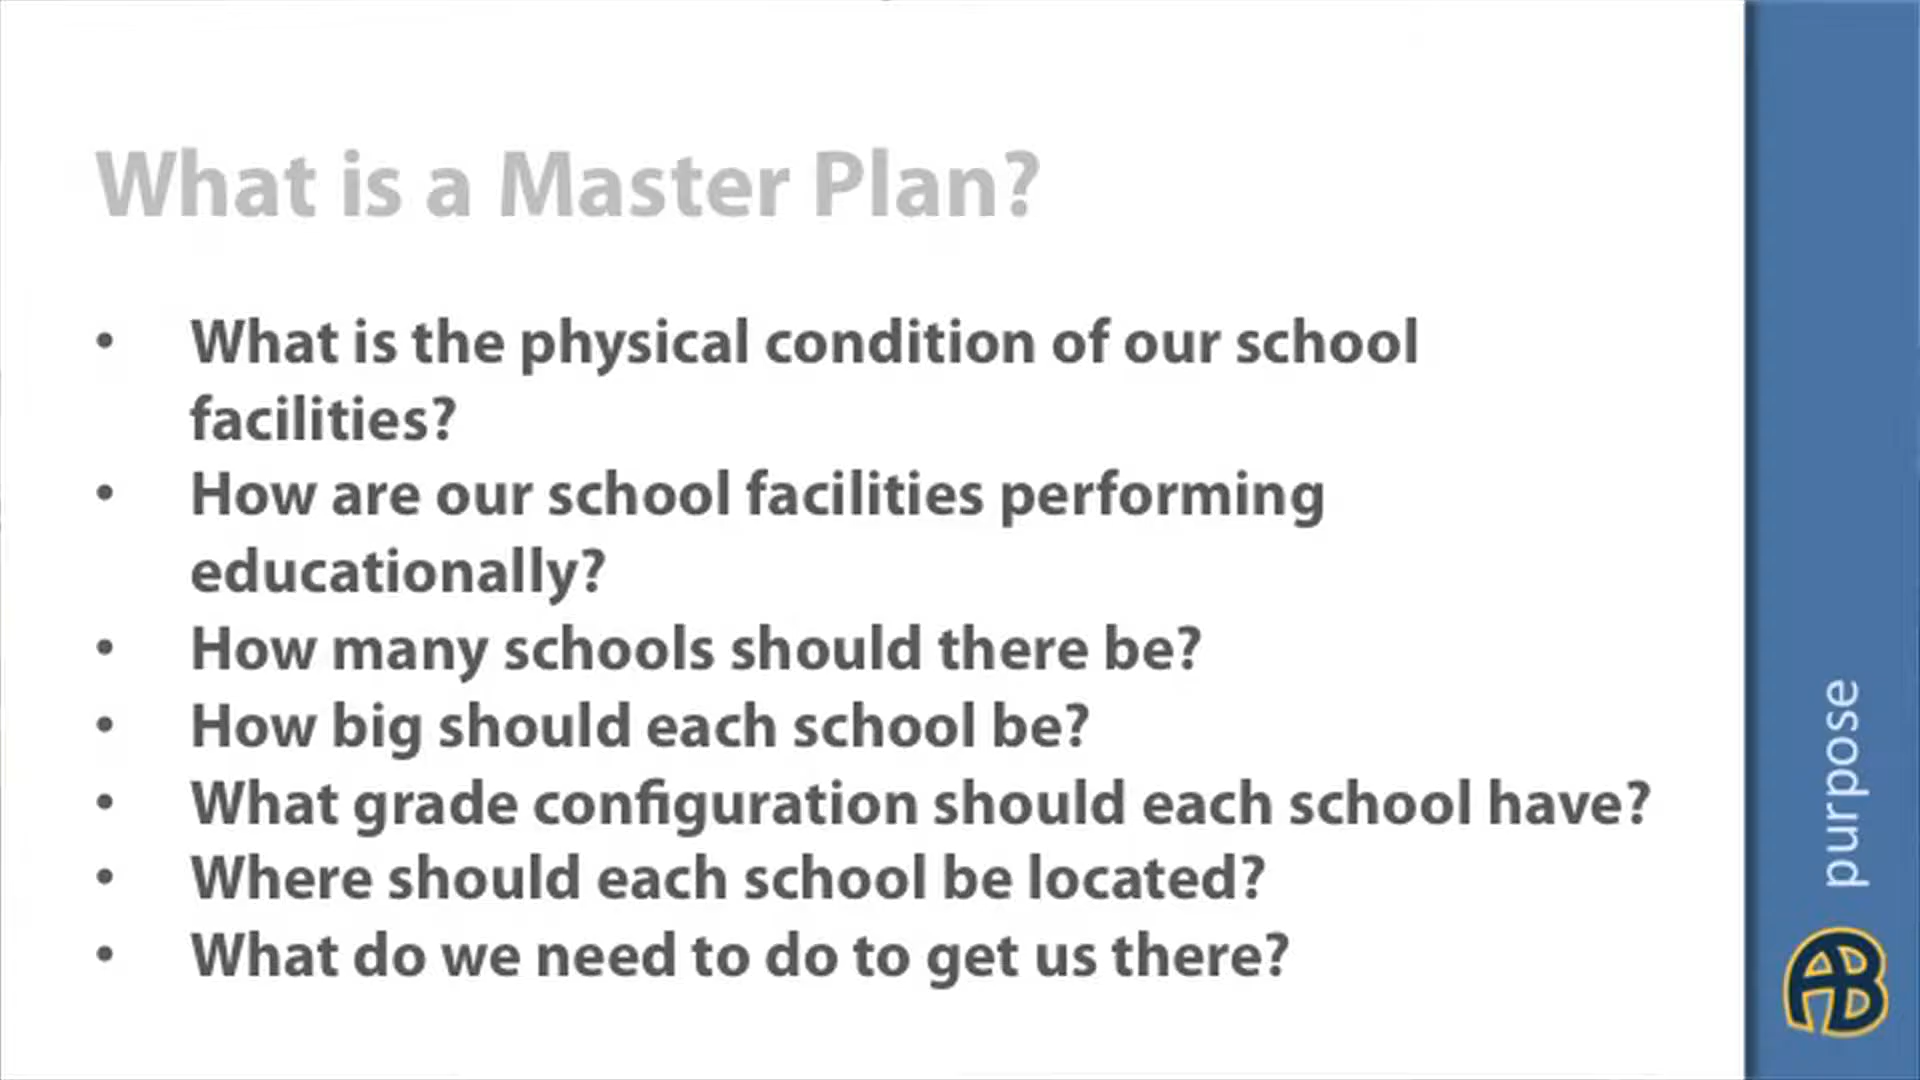 What is a Master Plan?
• What is the physical condition of our school
facilities?
• How are our school facilities performing
educationally?
• How many schools should there be?
• How big should each school be?
• What grade configuration should each school have?
• Where should each school be located?
• What do we need to do to get us there?
purpose
AB